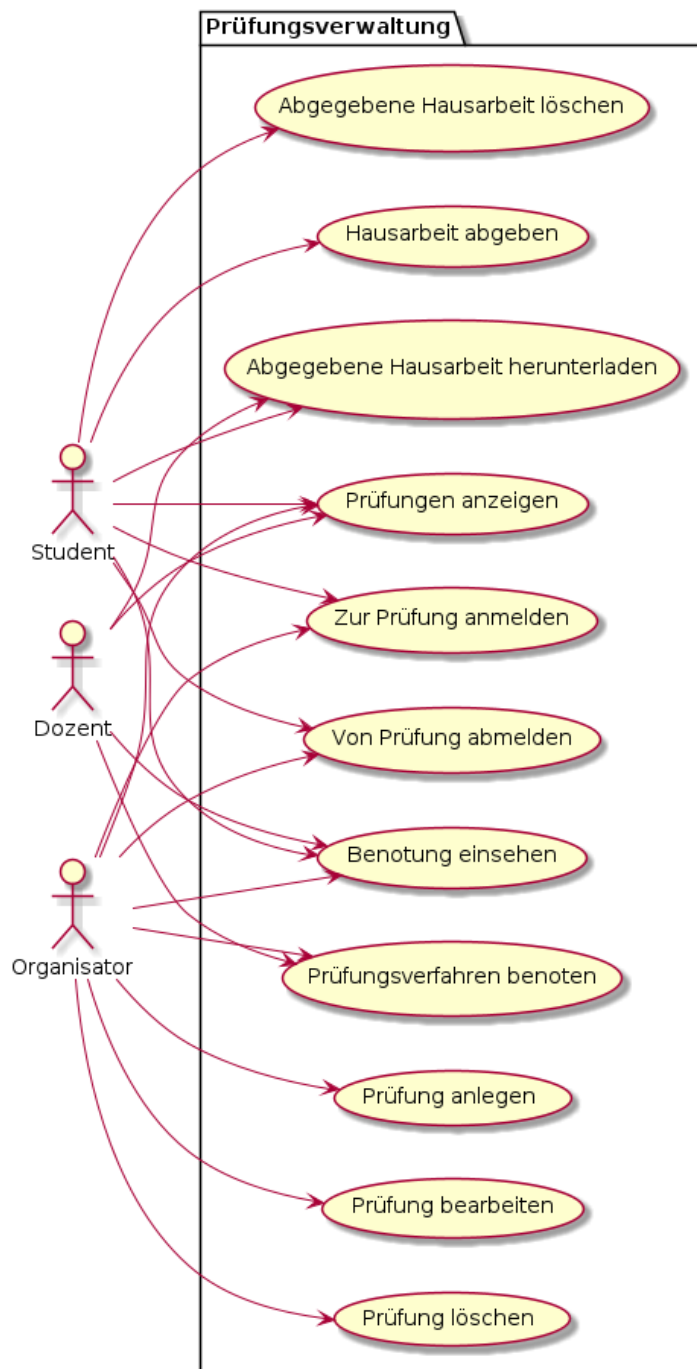 Prüfungsverwaltung
Abgegebene Hausarbeit löschen
Hausarbeit abgeben
Abgegebene Hausarbeit herunterladen
Prüfungen anzeigen
Student
Zur Prüfung anmelden
Dozent
Von Prüfung abmelden
Benotung einsehen
Organisator
Prüfungsverfahren benoten
Prüfung anlegen
Prüfung bearbeiten
Prüfung löschen